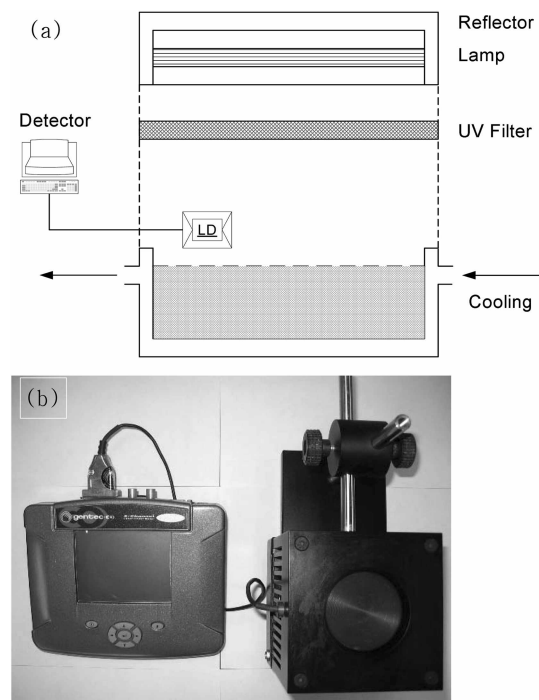 (a)
Reflector
Lamp
Detector
UV Filter
LD
Cooling
(b)
gentec